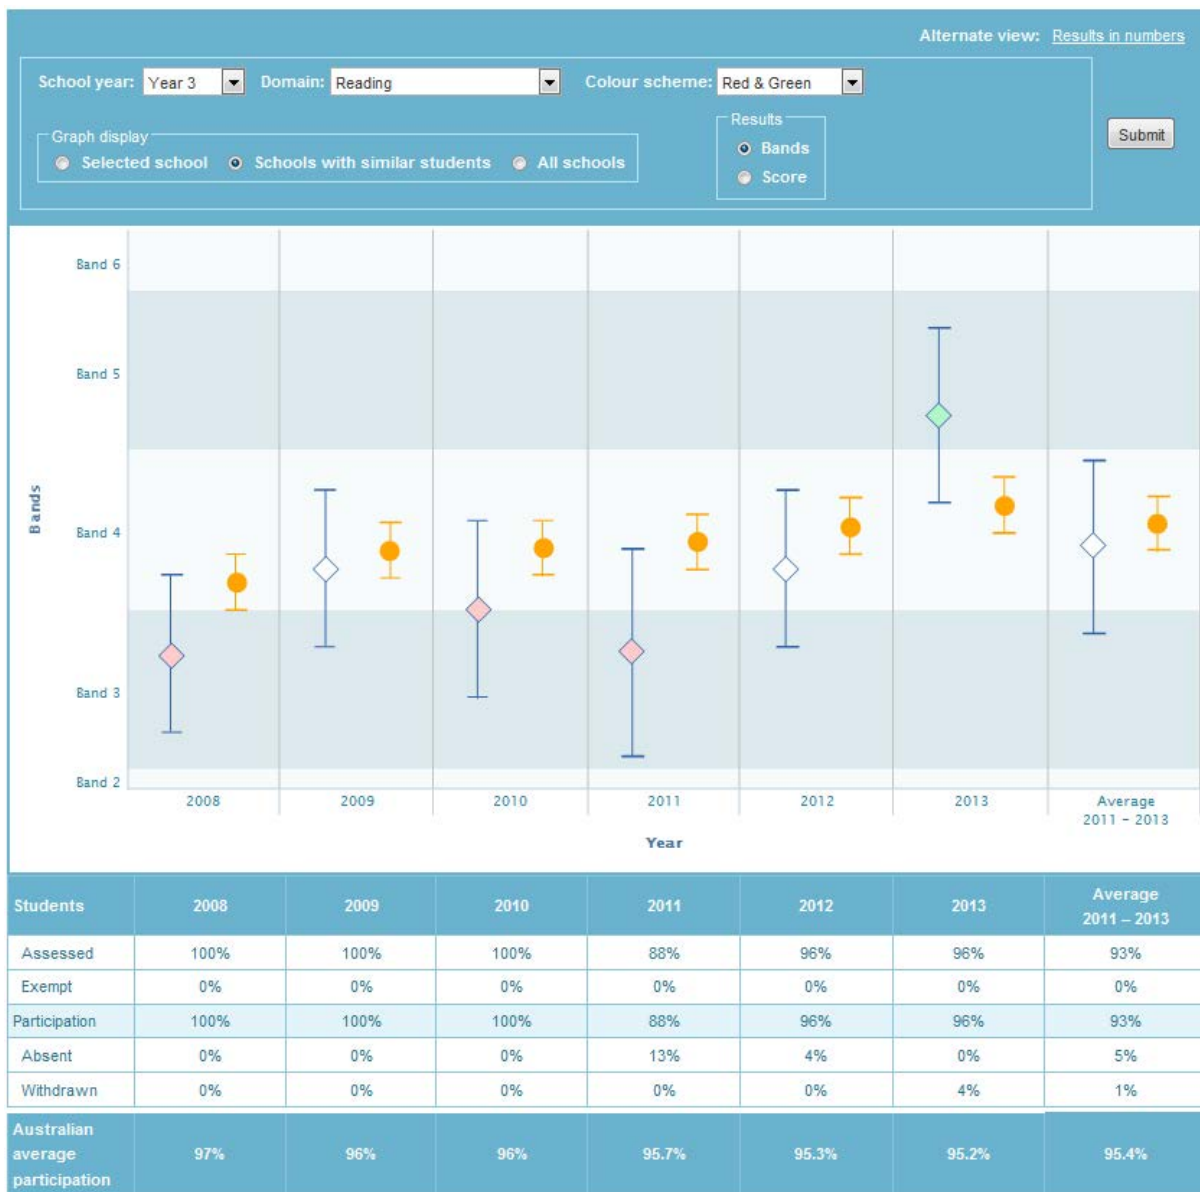 Alternate view: Results in numbers
School year: Year 3 Domain: Reading Colour scheme: Red & Green
Graph display
Selected school Schools with similar students All schools
Results
Bands
Score
Submit
Band 6
Band 5
Band 4
Band 3
Band 2
Bands
2008 2009 2010 2011 2012 2013 Average
2011 - 2013
Year
Students 2008 2009 2010 2011 2012 2013 Average
2011 – 2013
Assessed 100% 100% 100% 88% 96% 96% 93%
Exempt 0% 0% 0% 0% 0% 0% 0%
Participation 100% 100% 100% 88% 96% 96% 93%
Absent 0% 0% 0% 13% 4% 0% 5%
Withdrawn 0% 0% 0% 0% 0% 4% 1%
Australian
average
participation 97% 96% 96% 95.7% 95.3% 95.2% 95.4%